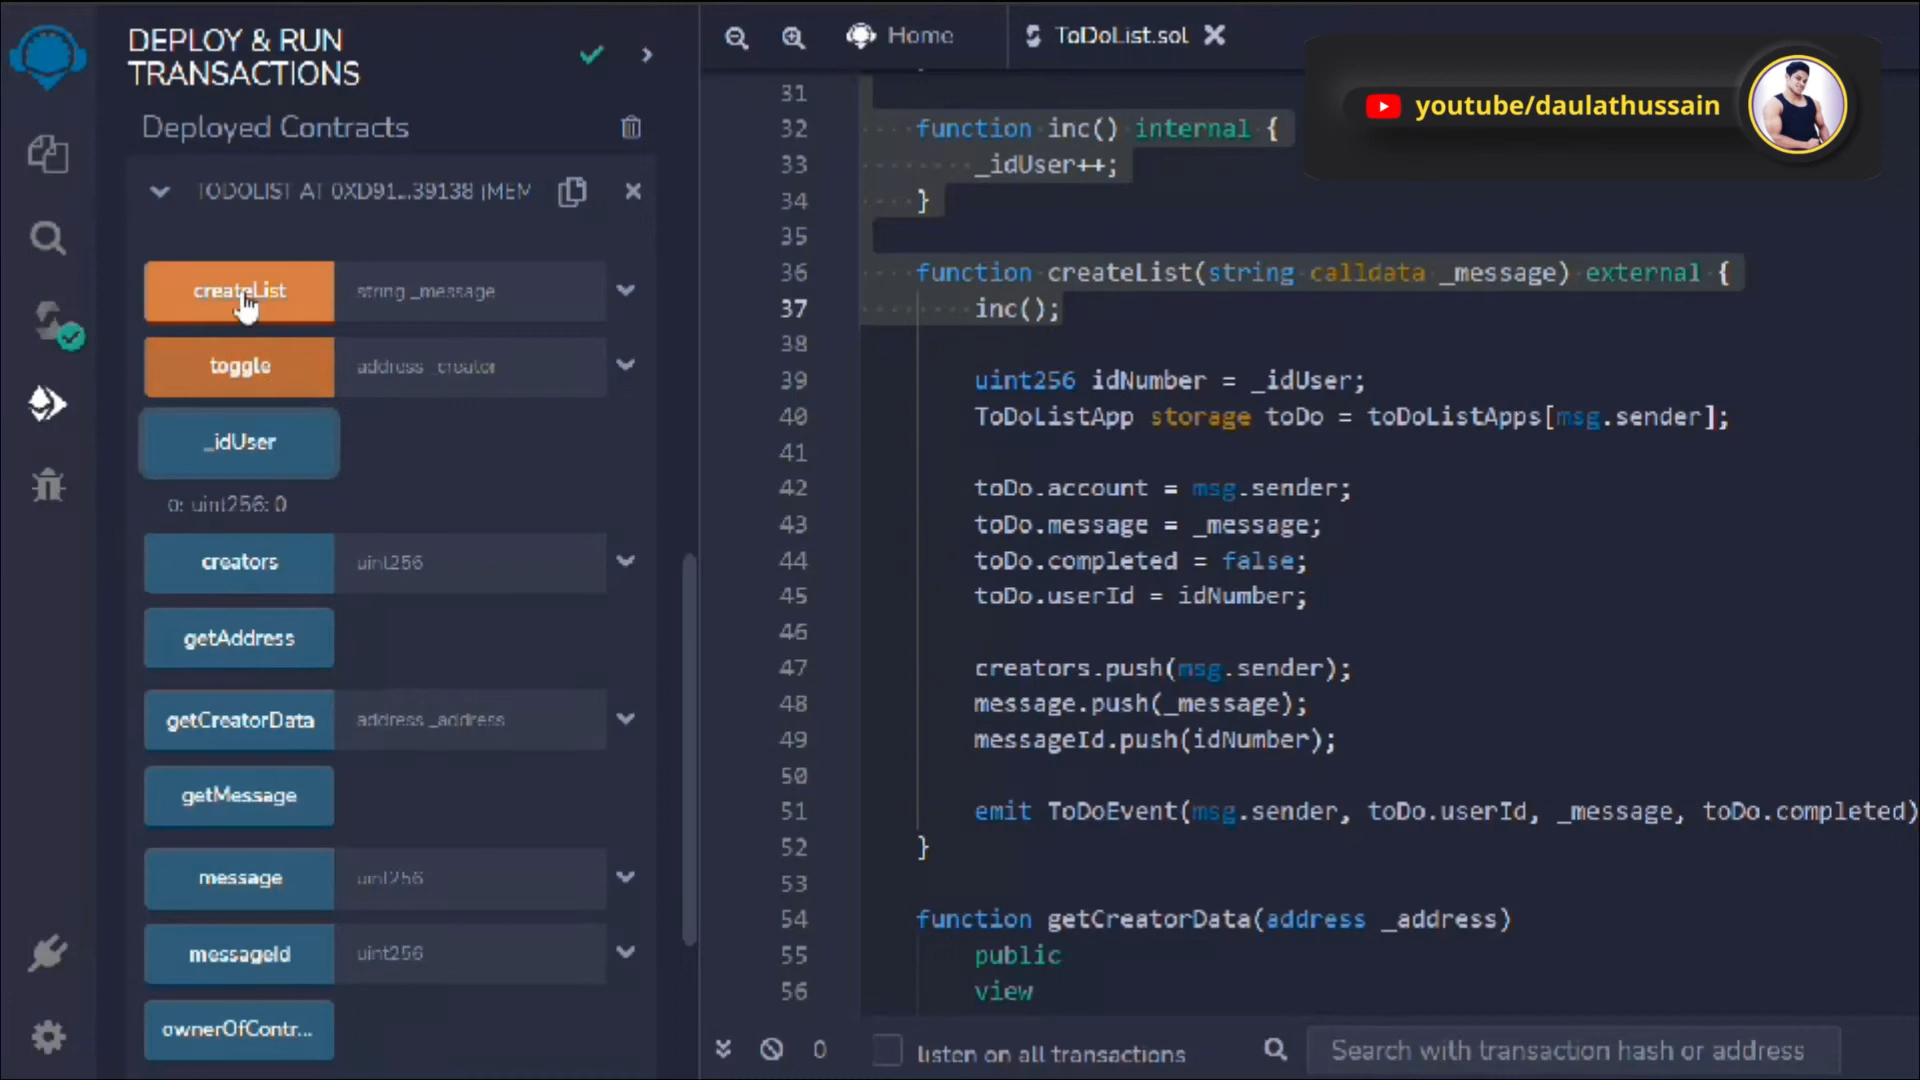 DEPLOY & RUN
TRANSACTIONS
Deployed Contracts
TODOLIST AT 0XD91...39138 (MEM
createList string _message
toggle address _creator
_idUser
0: uint256: 0
creators uint256
getAddress
getCreatorData address _address
getMessage
message uint256
messageId uint256
ownerOfContr...
Home
ToDoList.sol
youtube/daulathussain
31
32 function inc() internal {
33 _idUser++;
34 }
35
36 function createList(string calldata _message) external {
37 inc();
38
39 uint256 idNumber = _idUser;
40 ToDoListApp storage toDo = toDoListApps[msg.sender];
41
42 toDo.account = msg.sender;
43 toDo.message = _message;
44 toDo.completed = false;
45 toDo.userId = idNumber;
46
47 creators.push(msg.sender);
48 message.push(_message);
49 messageId.push(idNumber);
50
51 emit ToDoEvent(msg.sender, toDo.userId, _message, toDo.completed)
52 }
53
54 function getCreatorData(address _address)
55 public
56 view
0 listen on all transactions Search with transaction hash or address